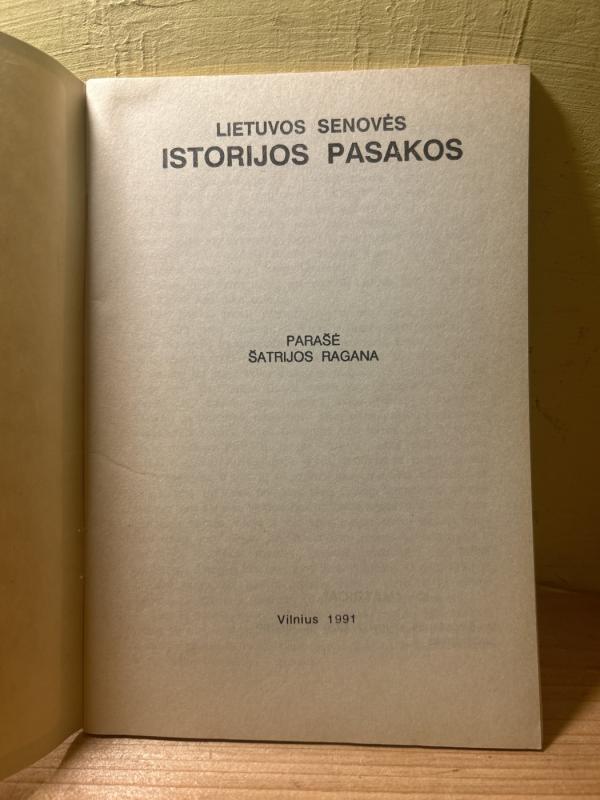 LIETUVOS SENOVĖS
ISTORIJOS PASAKOS
PARAŠĖ
ŠATRIJOS RAGANA
Vilnius 1991